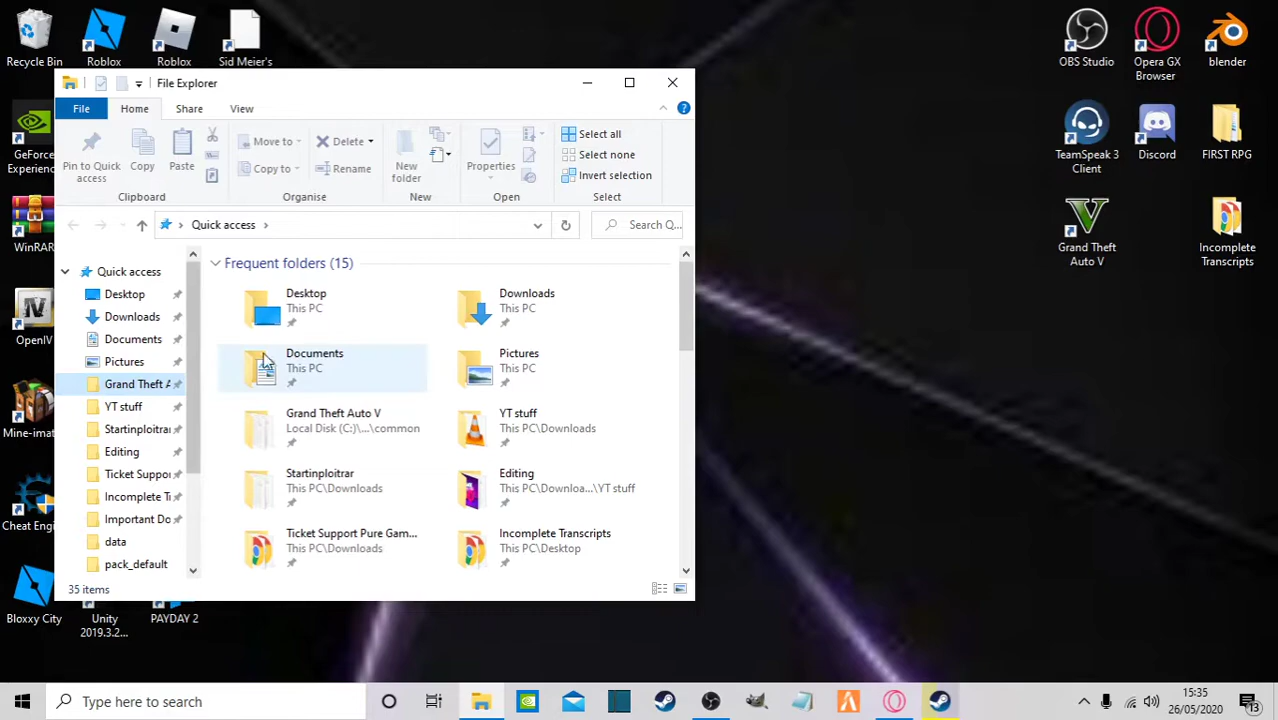 Recycle Bin
Roblox
Roblox
Sid Meier's
OBS Studio
Opera GX
Browser
blender
File Explorer
File
Home
Share
View
Pin to Quick
access
Copy
Paste
Move to
Copy to
Delete
Rename
New
folder
Properties
Select all
Select none
Invert selection
Clipboard
Organise
New
Open
Select
GeForce
Experience
TeamSpeak 3
Client
Discord
FIRST RPG
WinRAR
Quick access
Search Q...
Grand Theft
Auto V
Incomplete
Transcripts
Quick access
Desktop
Downloads
Documents
Pictures
Grand Theft A
YT stuff
Startinploitrar
Editing
Ticket Suppo
Incomplete T
Important Do
data
pack_default
Frequent folders (15)
Desktop
This PC
Downloads
This PC
Documents
This PC
Pictures
This PC
Grand Theft Auto V
Local Disk (C:)\...\common
YT stuff
This PC\Downloads
Startinploitrar
This PC\Downloads
Editing
This PC\Downloa...\YT stuff
Ticket Support Pure Gam...
This PC\Downloads
Incomplete Transcripts
This PC\Desktop
OpenIV
Mine-imat
Cheat Engi
35 items
Bloxxy City
Unity
2019.3.2...
PAYDAY 2
Type here to search
15:35
26/05/2020
13